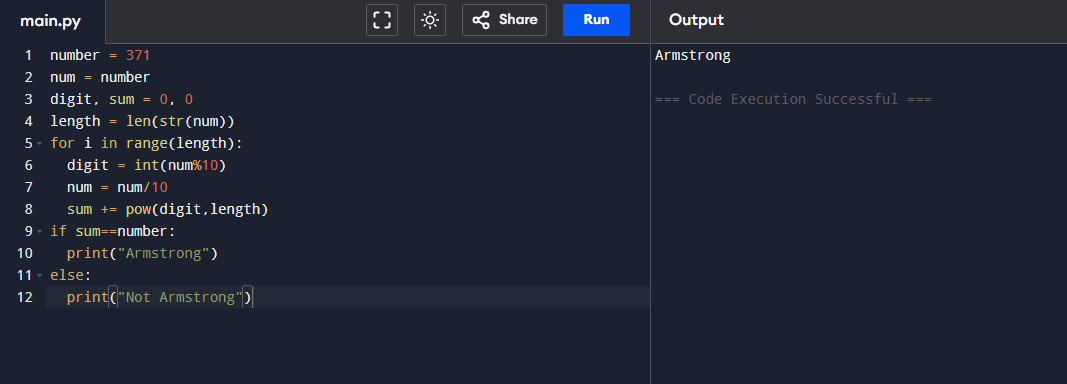 main.py Share Run Output
1 number = 371
2 num = number
3 digit, sum = 0, 0
4 length = len(str(num))
5 for i in range(length):
6   digit = int(num%10)
7   num = num/10
8   sum += pow(digit,length)
9 if sum==number:
10   print("Armstrong")
11 else:
12   print("Not Armstrong")
Armstrong
=== Code Execution Successful ===